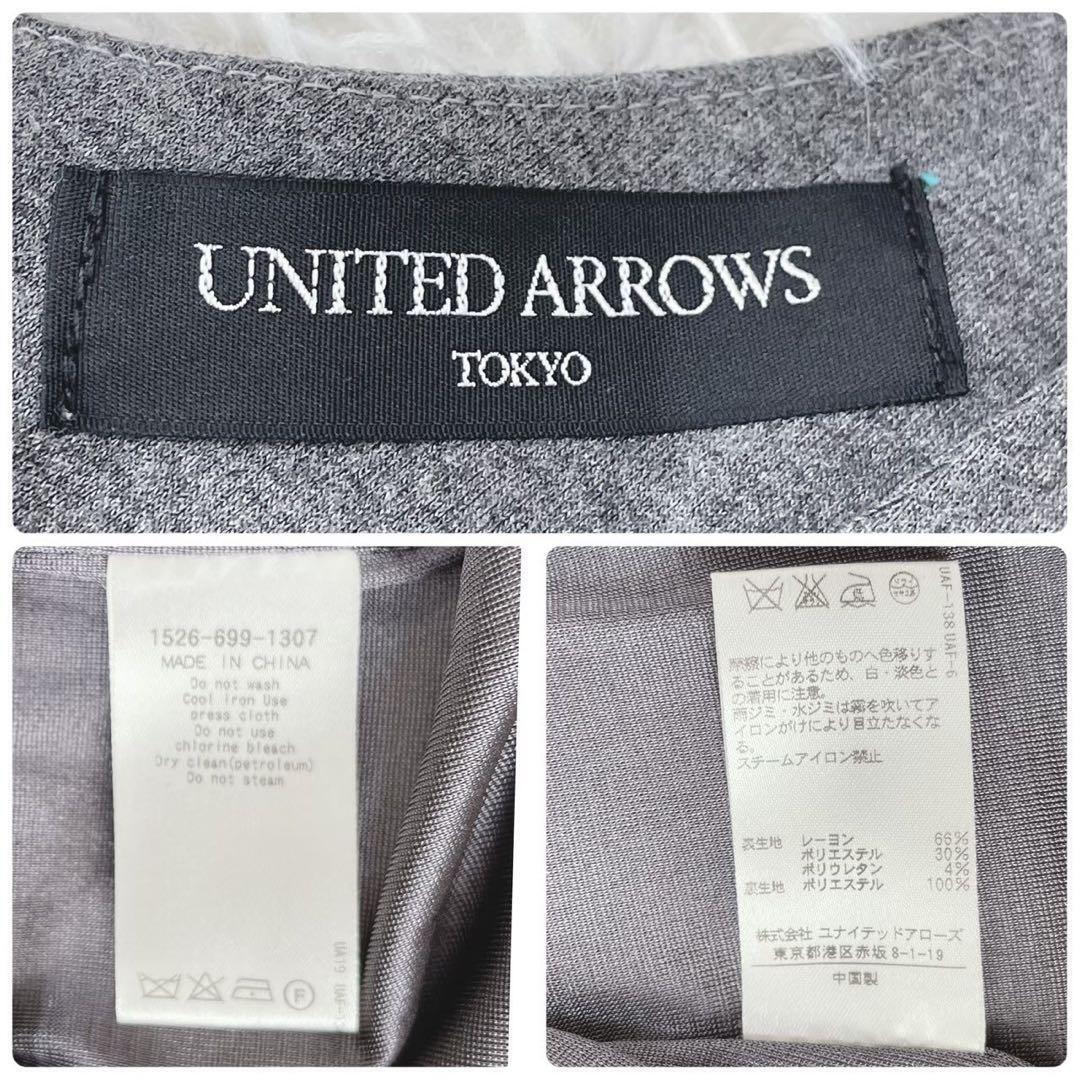 UNITED ARROWS
TOKYO
1526-699-1307
MADE IN CHINA
Do not wash
Cool iron Use
press cloth
Do not use
chlorine bleach
Dry clean(petroleum)
Do not steam
F
UA19
UAF-138 UAT-6
摩擦により他のものへ色移りす
ることがあるため、白・淡色と
の着用に注意。
雨ジミ・水ジミは霧を吹いてア
イロンがけにより目立たなくな
る。
スチームアイロン禁止
表生地 レーヨン 66%
ポリエステル 30%
ポリウレタン 4%
裏生地 ポリエステル 100%
株式会社 ユナイテッドアローズ
東京都港区赤坂 8-1-19
中国製